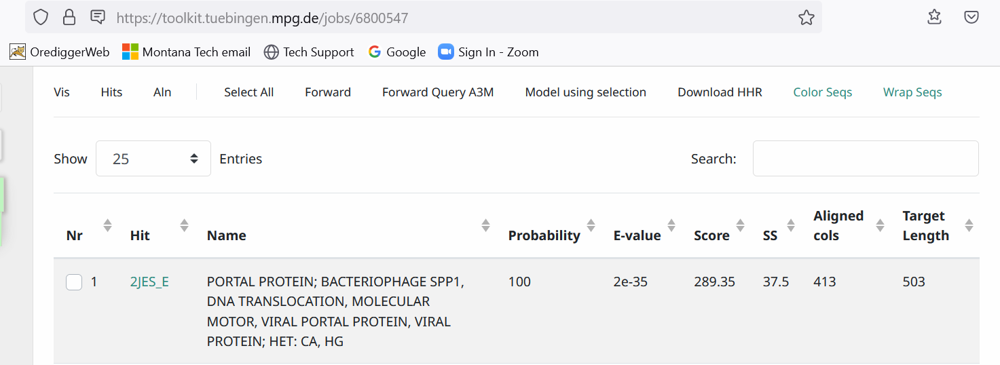 https://toolkit.tuebingen.mpg.de/jobs/6800547
OrediggerWeb Montana Tech email Tech Support Google Sign In - Zoom
Vis Hits Aln Select All Forward Forward Query A3M Model using selection Download HHR Color Seqs Wrap Seqs
Show 25 Entries Search:
Nr Hit Name Probability E-value Score SS Aligned cols Target Length
1 2JES_E PORTAL PROTEIN; BACTERIOPHAGE SPP1, 100 2e-35 289.35 37.5 413 503
DNA TRANSLOCATION, MOLECULAR
MOTOR, VIRAL PORTAL PROTEIN, VIRAL
PROTEIN; HET: CA, HG